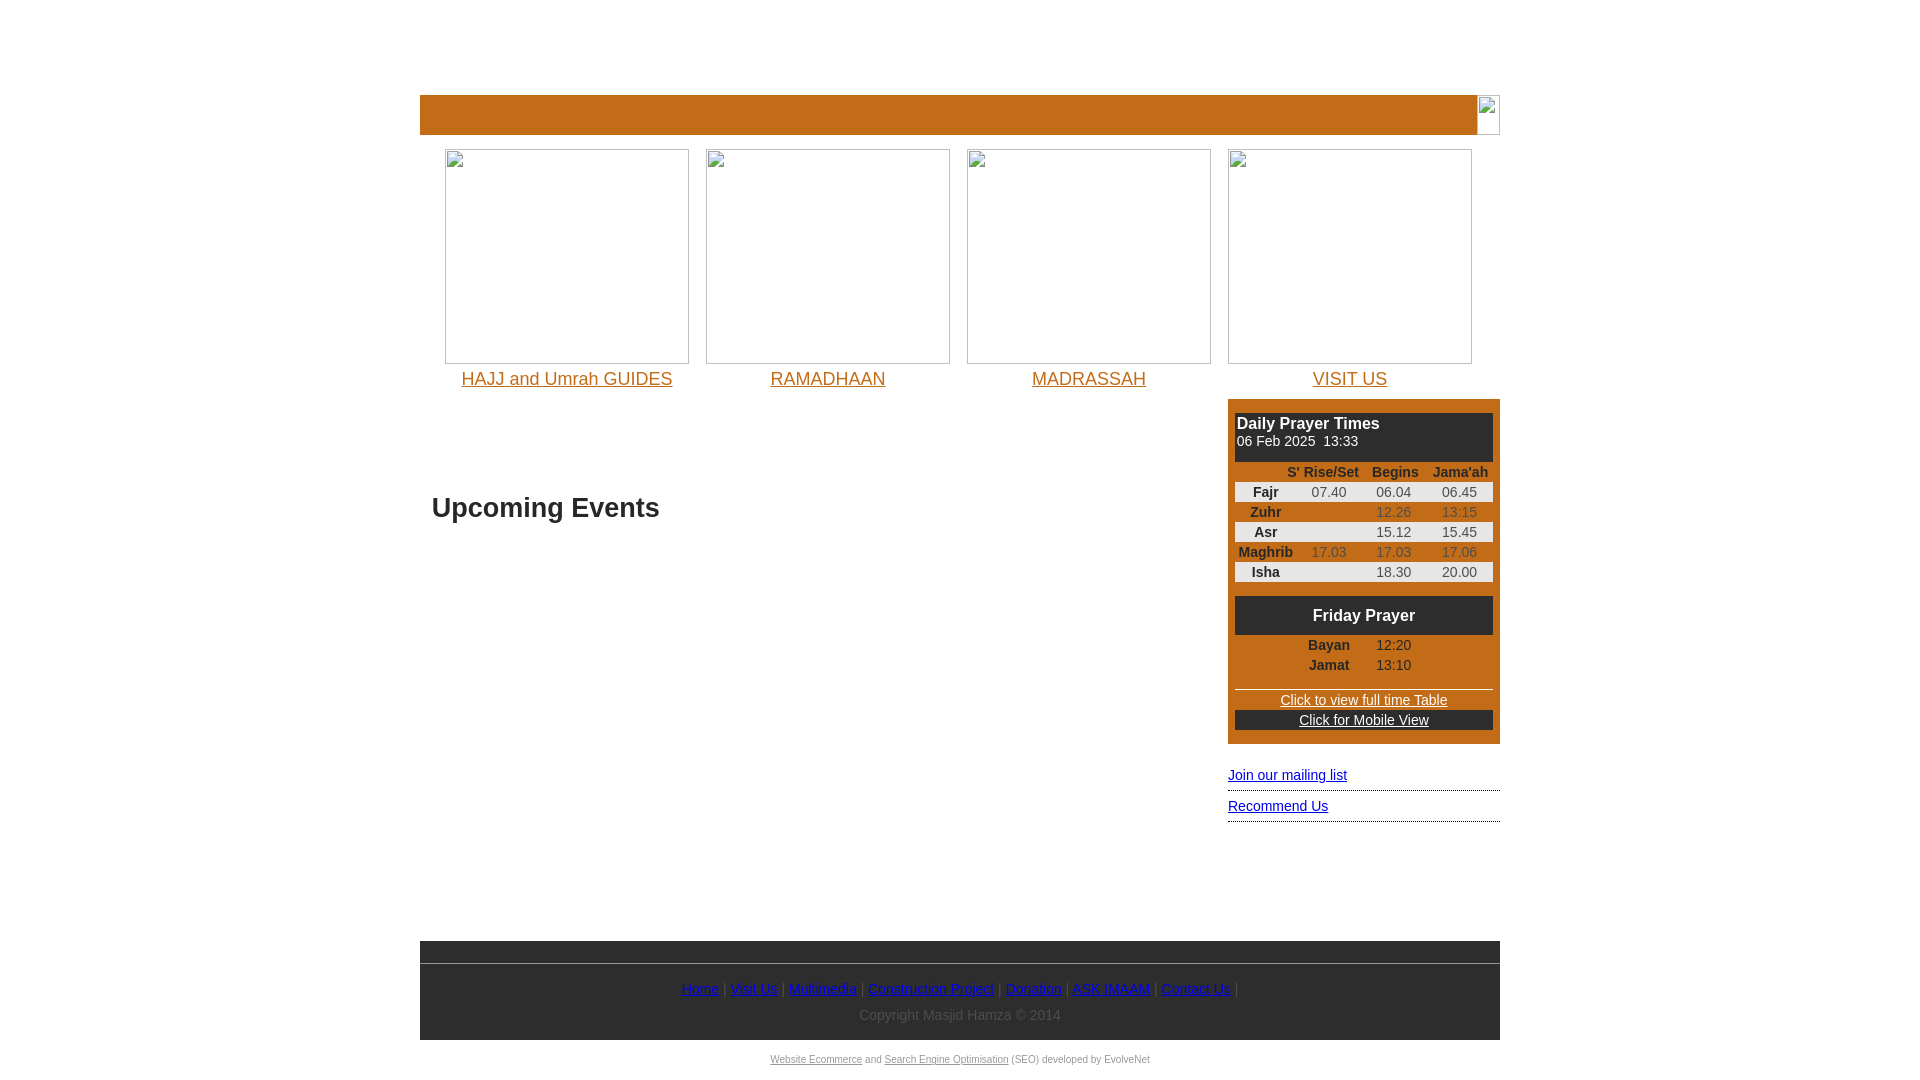 HAJJ and Umrah GUIDES
RAMADHAAN
MADRASSAH
VISIT US
Daily Prayer Times
06 Feb 2025  13:33
S' Rise/Set Begins Jama'ah
Fajr 07.40 06.04 06.45
Zuhr 12.26 13:15
Asr 15.12 15.45
Maghrib 17.03 17.03 17.06
Isha 18.30 20.00
Friday Prayer
Bayan 12:20
Jamat 13:10
Click to view full time Table
Click for Mobile View
Upcoming Events
Join our mailing list
Recommend Us
Home | Visit Us | Multimedia | Construction Project | Donation | ASK IMAAM | Contact Us |
Copyright Masjid Hamza © 2014
Website Ecommerce and Search Engine Optimisation (SEO) developed by EvolveNet